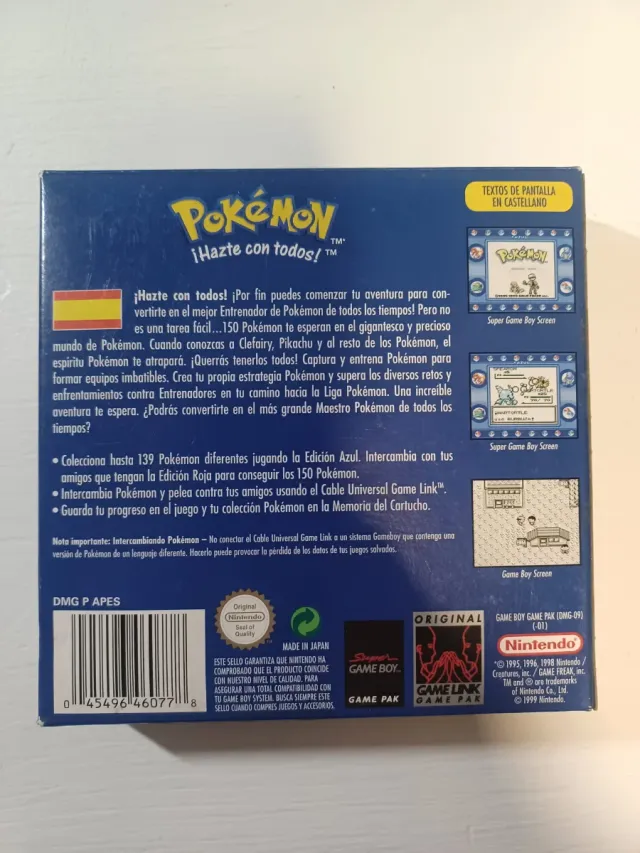 POKéMON ™
¡Hazte con todos! ™
TEXTOS DE PANTALLA
EN CASTELLANO
¡Hazte con todos! ¡Por fin puedes comenzar tu aventura para con-
vertirte en el mejor Entrenador de Pokémon de todos los tiempos! Pero no
es una tarea fácil...150 Pokémon te esperan en el gigantesco y precioso
mundo de Pokémon. Cuando conozcas a Clefairy, Pikachu y al resto de los Pokémon, el
espiritu Pokémon te atrapará. ¡Querrás tenerlos todos! Captura y entrena Pokémon para
formar equipos imbatibles. Crea tu propia estrategia Pokémon y supera los diversos retos y
enfrentamientos contra Entrenadores en tu camino hacia la Liga Pokémon. Una increíble
aventura te espera. ¿Podrás convertirte en el más grande Maestro Pokémon de todos los
tiempos?
• Colecciona hasta 139 Pokémon diferentes jugando la Edición Azul. Intercambia con tus
amigos que tengan la Edición Roja para conseguir los 150 Pokémon.
• Intercambia Pokémon y pelea contra tus amigos usando el Cable Universal Game Link™.
• Guarda tu progreso en el juego y tu colección Pokémon en la Memoria del Cartucho.
Nota importante: Intercambiando Pokémon – No conectar el Cable Universal Game Link a un sistema Gameboy que contenga una
versión de Pokémon de un lenguaje diferente. Hacerlo puede provocar la pérdida de los datos de tus juegos salvados.
POKéMON
Super Game Boy Screen
Super Game Boy Screen
Game Boy Screen
DMG P APES
0 45496 46077 8
Original
Nintendo
Seal of
Quality
MADE IN JAPAN
ESTE SELLO GARANTIZA QUE NINTENDO HA
COMPROBADO QUE EL PRODUCTO COINCIDE
CON NUESTRO NIVEL DE CALIDAD. PARA
ASEGURAR UNA TOTAL COMPATIBILIDAD CON
TU GAME BOY SYSTEM. BUSCA SIEMPRE ESTE
SELLO CUANDO COMPRES JUEGOS Y ACCESORIOS.
Super
GAME BOY
GAME PAK
ORIGINAL
GAME LINK
GAME PAK
GAME BOY GAME PAK (DMG-09)
(-01)
Nintendo
©1995, 1996, 1998 Nintendo /
Creatures, inc. / GAME FREAK, inc.
TM and ® are trademarks
of Nintendo Co., Ltd.
© 1999 Nintendo.